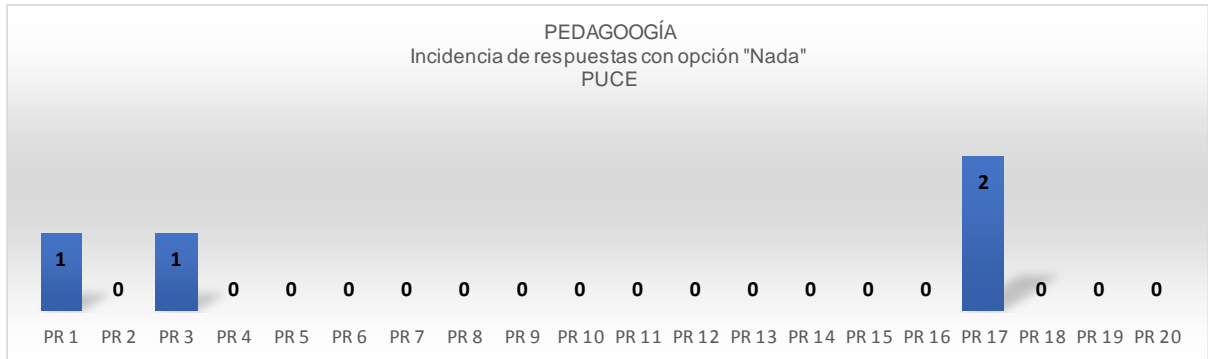 PEDAGOOGÍA
Incidencia de respuestas con opción "Nada"
PUCE
1 0 1 0 0 0 0 0 0 0 0 0 0 0 0 0 2 0 0 0
PR 1 PR 2 PR 3 PR 4 PR 5 PR 6 PR 7 PR 8 PR 9 PR 10 PR 11 PR 12 PR 13 PR 14 PR 15 PR 16 PR 17 PR 18 PR 19 PR 20